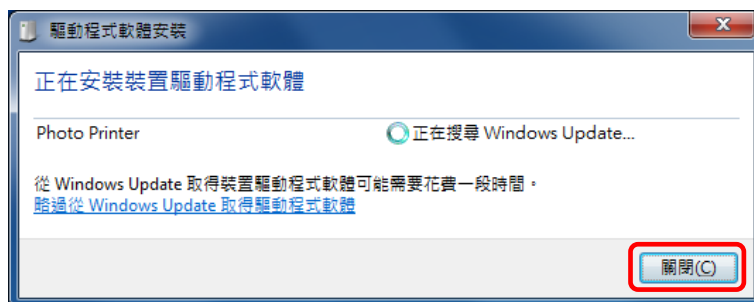 驅動程式軟體安裝
正在安裝裝置驅動程式軟體
Photo Printer 正在搜尋 Windows Update...
從 Windows Update 取得裝置驅動程式軟體可能需要花費一段時間。
略過從 Windows Update 取得驅動程式軟體
關閉(C)